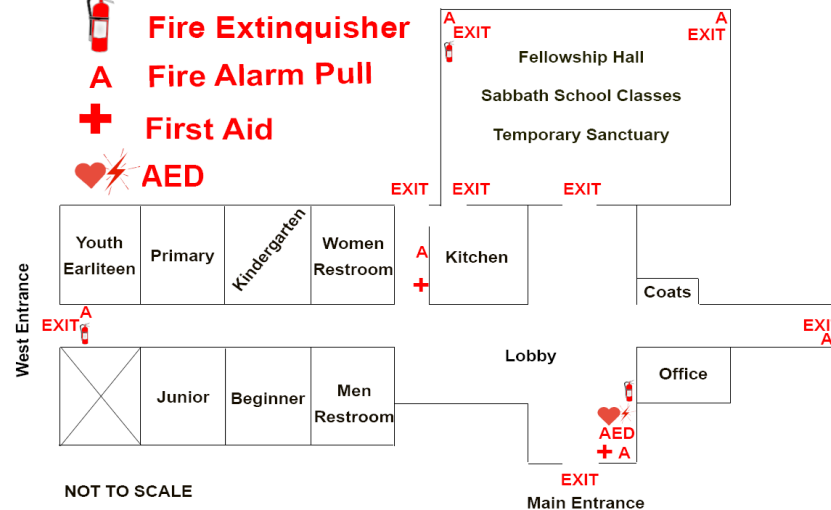 Fire Extinquisher
A Fire Alarm Pull
First Aid
AED
A
EXIT
A
EXIT
Fellowship Hall
Sabbath School Classes
Temporary Sanctuary
EXIT
EXIT
EXIT
Youth
Earliteen
Primary
Kindergarten
Women
Restroom
A
Kitchen
Coats
West Entrance
A
EXIT
EXI
A
Lobby
Office
Junior
Beginner
Men
Restroom
AED
A
EXIT
Main Entrance
NOT TO SCALE